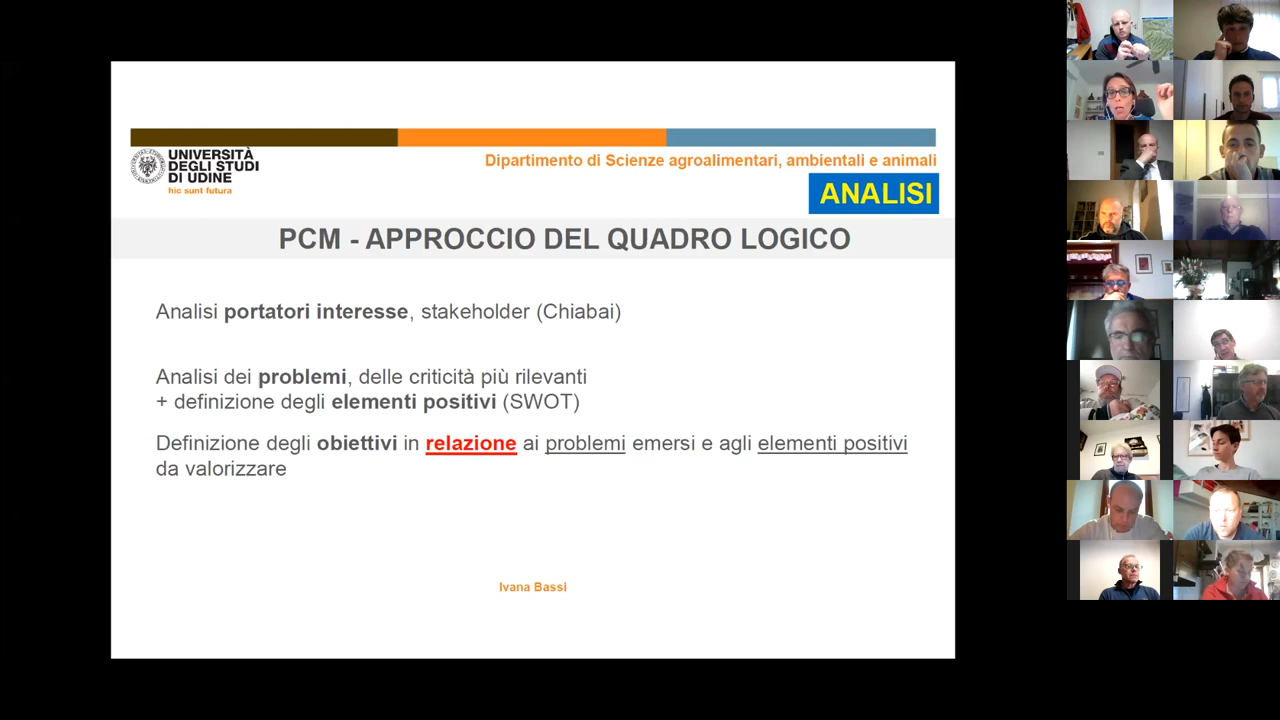 UNIVERSITÀ
DEGLI STUDI
DI UDINE
hic sunt futura
Dipartimento di Scienze agroalimentari, ambientali e animali
ANALISI
PCM - APPROCCIO DEL QUADRO LOGICO
Analisi portatori interesse, stakeholder (Chiabai)
Analisi dei problemi, delle criticità più rilevanti
+ definizione degli elementi positivi (SWOT)
Definizione degli obiettivi in relazione ai problemi emersi e agli elementi positivi
da valorizzare
Ivana Bassi